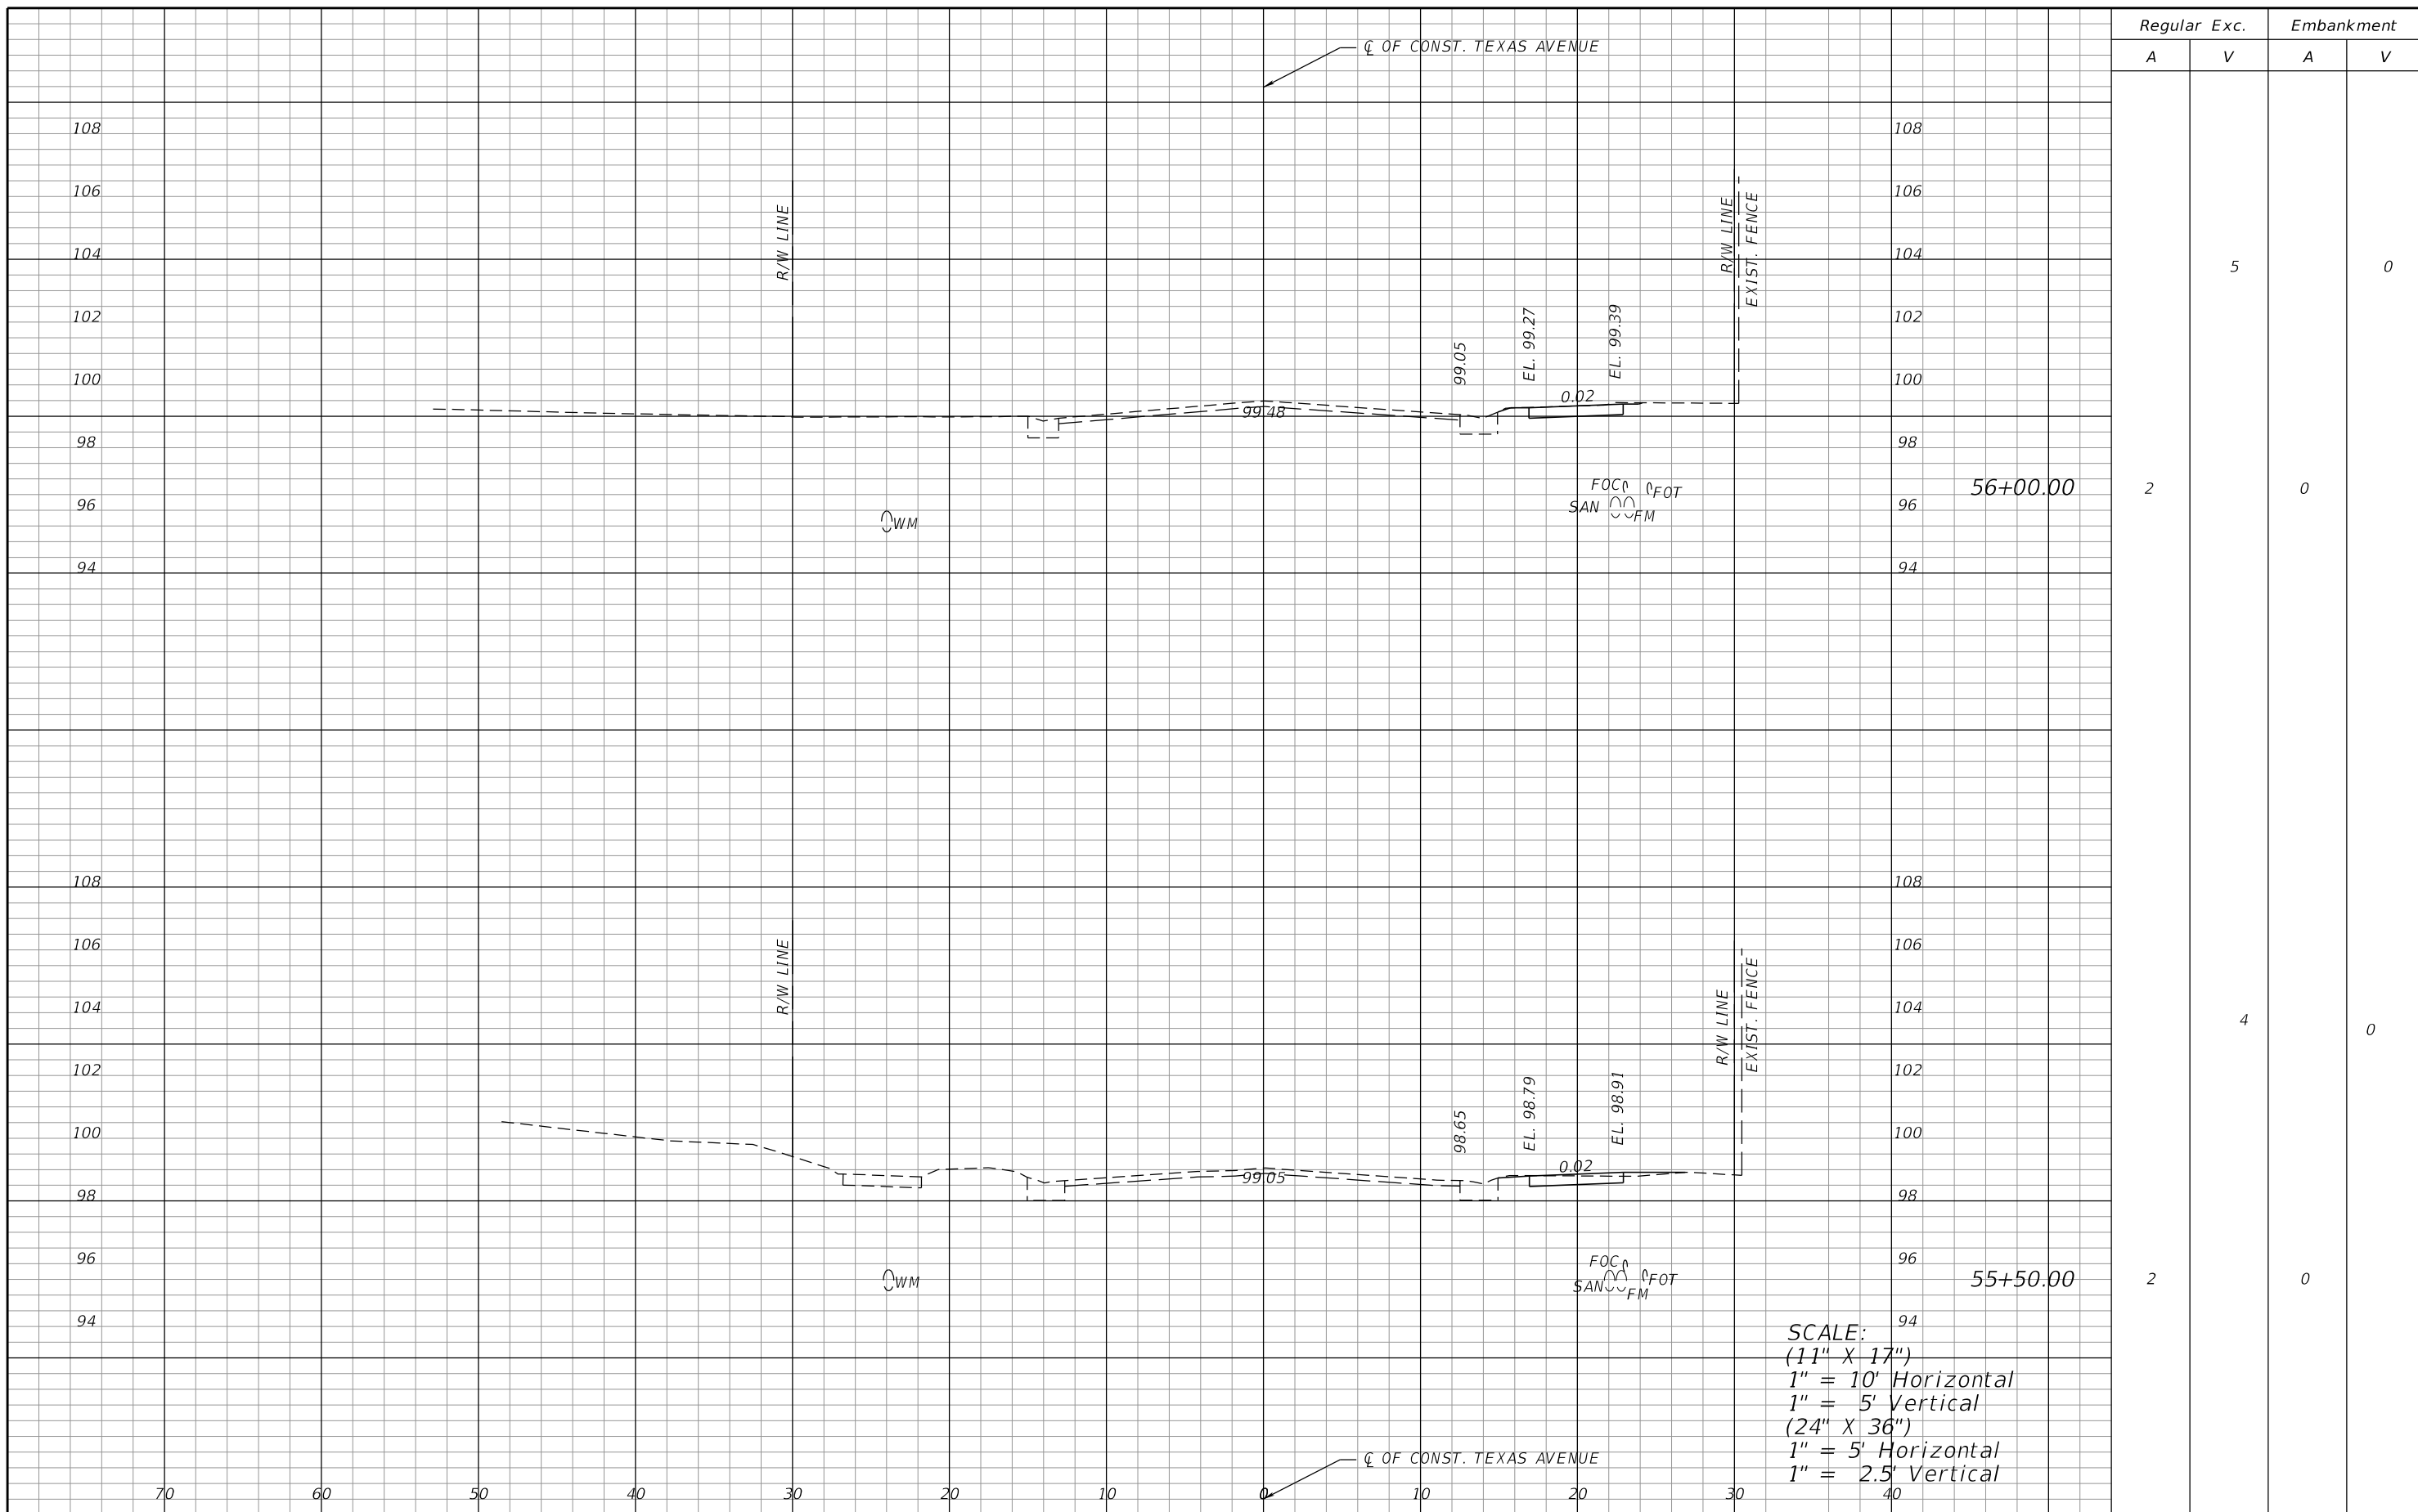 Regular Exc. Embankment
A V A V
℄ OF CONST. TEXAS AVENUE
108 108
106 106
R/W LINE
R/W LINE
EXIST. FENCE
104 104
5 0
102 102
99.05
EL. 99.27
EL. 99.39
100 100
0.02
99.48
98 98
FOC
FOT
56+00.00 2 0
SAN
FM
96 96
WM
94 94
108 108
106 106
R/W LINE
R/W LINE
EXIST. FENCE
104 104
4 0
102 102
98.65
EL. 98.79
EL. 98.91
100 100
0.02
99.05
98 98
96 96
FOC
FOT
SAN
FM
WM
55+50.00 2 0
94 94
SCALE:
(11" X 17")
1" = 10' Horizontal
1" = 5' Vertical
(24" X 36")
1" = 5' Horizontal
1" = 2.5' Vertical
℄ OF CONST. TEXAS AVENUE
70 60 50 40 30 20 10 0 10 20 30 40